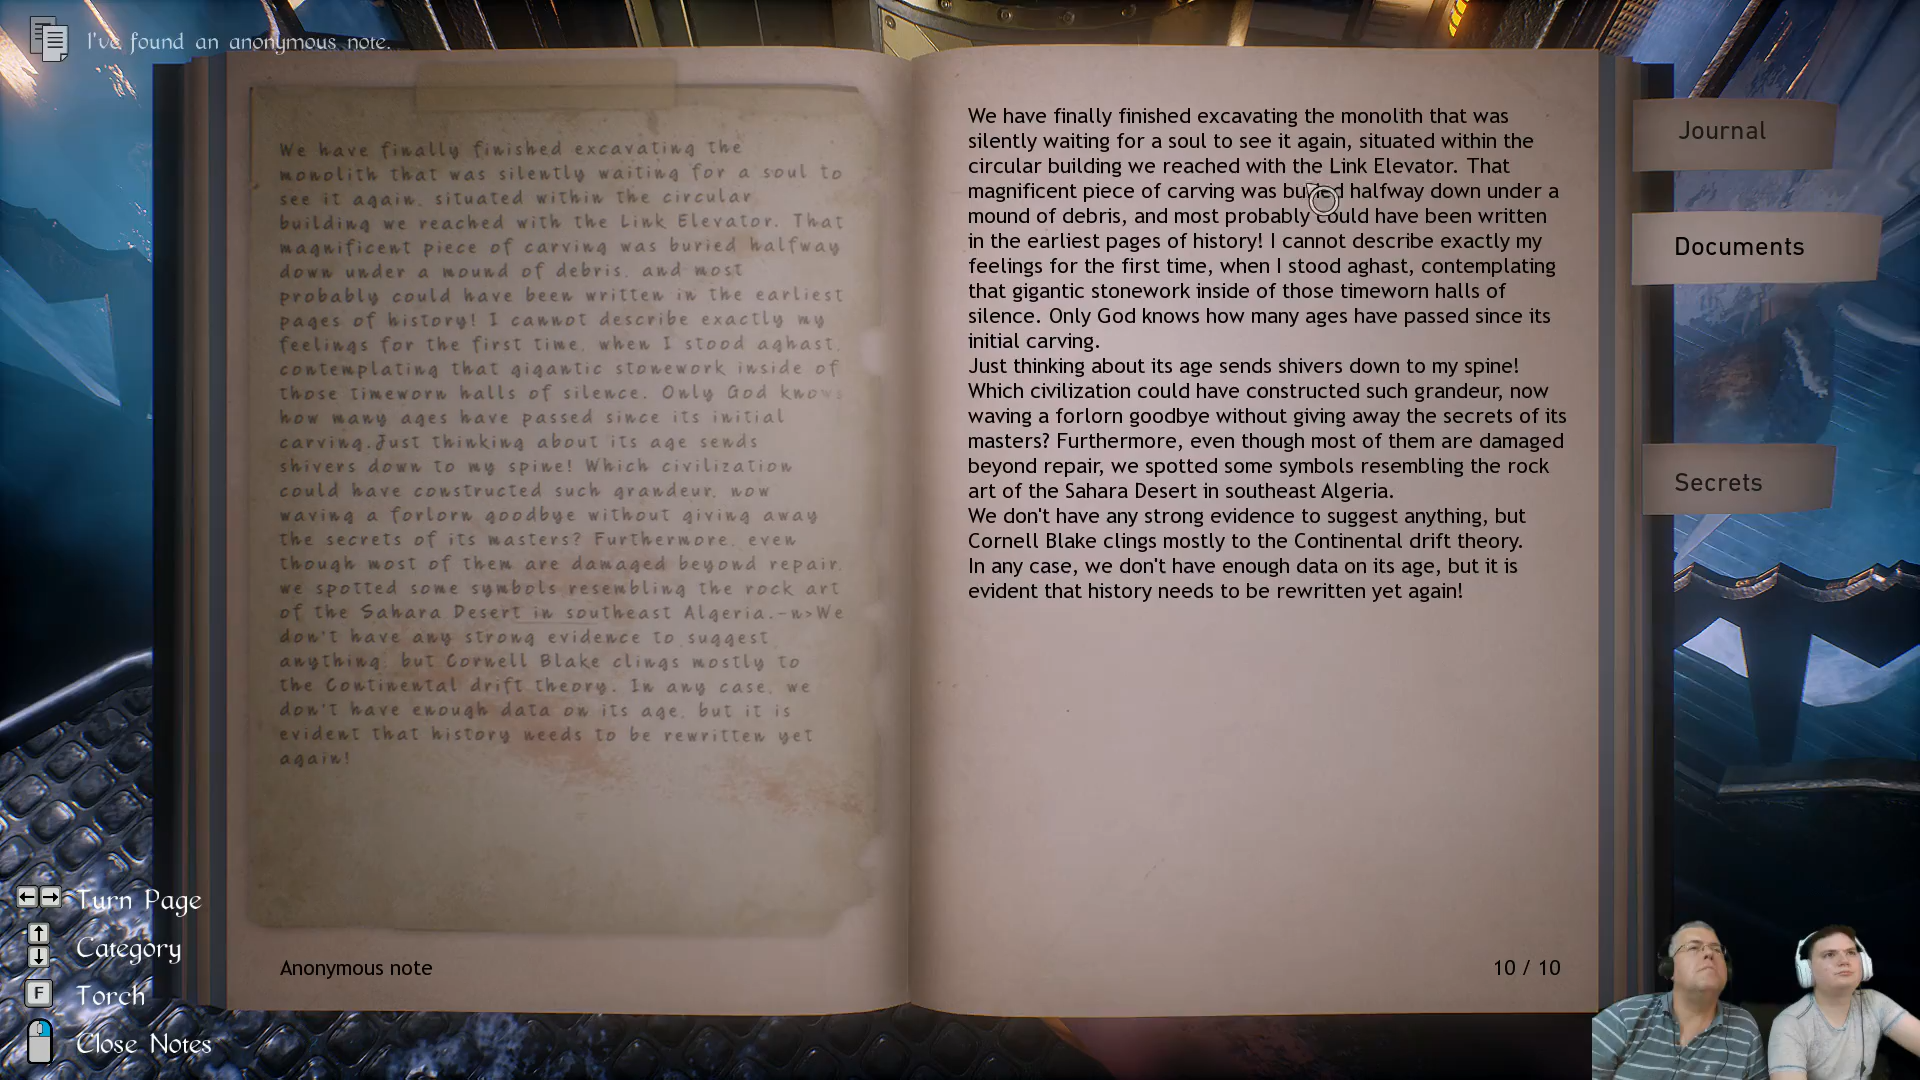 I've found an anonymous note.
We have finally finished excavating the
monolith that was silently waiting for a soul to
see it again, situated within the circular
building we reached with the Link Elevator. That
magnificent piece of carving was buried halfway
down under a mound of debris, and most
probably could have been written in the earliest
pages of history! I cannot describe exactly my
feelings for the first time, when I stood aghast,
contemplating that gigantic stonework inside of
those timeworn halls of silence. Only God knows
how many ages have passed since its initial
carving.Just thinking about its age sends
shivers down to my spine! Which civilization
could have constructed such grandeur, now
waving a forlorn goodbye without giving away
the secrets of its masters? Furthermore, even
though most of them are damaged beyond repair,
we spotted some symbols resembling the rock art
of the Sahara Desert in southeast Algeria.-n>We
don't have any strong evidence to suggest
anything, but Cornell Blake clings mostly to
the Continental drift theory. In any case, we
don't have enough data on its age, but it is
evident that history needs to be rewritten yet
again!
Anonymous note
We have finally finished excavating the monolith that was
silently waiting for a soul to see it again, situated within the
circular building we reached with the Link Elevator. That
magnificent piece of carving was buried halfway down under a
mound of debris, and most probably could have been written
in the earliest pages of history! I cannot describe exactly my
feelings for the first time, when I stood aghast, contemplating
that gigantic stonework inside of those timeworn halls of
silence. Only God knows how many ages have passed since its
initial carving.
Just thinking about its age sends shivers down to my spine!
Which civilization could have constructed such grandeur, now
waving a forlorn goodbye without giving away the secrets of its
masters? Furthermore, even though most of them are damaged
beyond repair, we spotted some symbols resembling the rock
art of the Sahara Desert in southeast Algeria.
We don't have any strong evidence to suggest anything, but
Cornell Blake clings mostly to the Continental drift theory.
In any case, we don't have enough data on its age, but it is
evident that history needs to be rewritten yet again!
10 / 10
Journal
Documents
Secrets
Turn Page
Category
F Torch
Close Notes